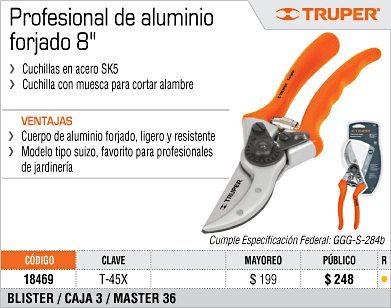 Profesional de aluminio
forjado 8"
TRUPER
› Cuchillas en acero SK5
› Cuchilla con muesca para cortar alambre
VENTAJAS
› Cuerpo de aluminio forjado, ligero y resistente
› Modelo tipo suizo, favorito para profesionales
de jardinería
TRUPER
Cumple Especificación Federal: GGG-S-284b
CÓDIGO CLAVE MAYOREO PÚBLICO R
18469 T-45X $ 199 $ 248
BLISTER / CAJA 3 / MASTER 36